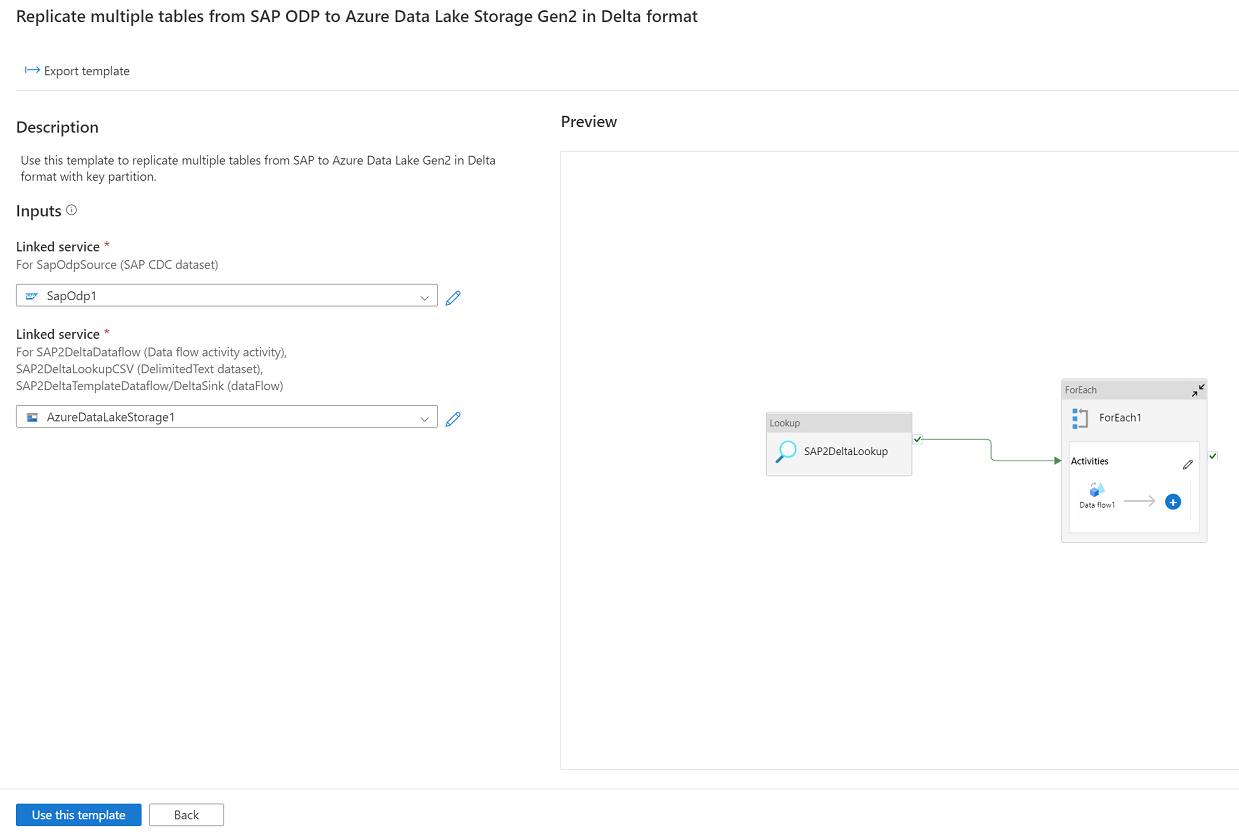 Replicate multiple tables from SAP ODP to Azure Data Lake Storage Gen2 in Delta format
Export template
Description
Use this template to replicate multiple tables from SAP to Azure Data Lake Gen2 in Delta
format with key partition.
Inputs
Linked service *
For SapOdpSource (SAP CDC dataset)
SAP SapOdp1
Linked service *
For SAP2DeltaDataflow (Data flow activity activity),
SAP2DeltaLookupCSV (DelimitedText dataset),
SAP2DeltaTemplateDataflow/DeltaSink (dataFlow)
AzureDataLakeStorage1
Preview
Lookup
SAP2DeltaLookup
ForEach
ForEach1
Activities
Data flow1
Use this template
Back